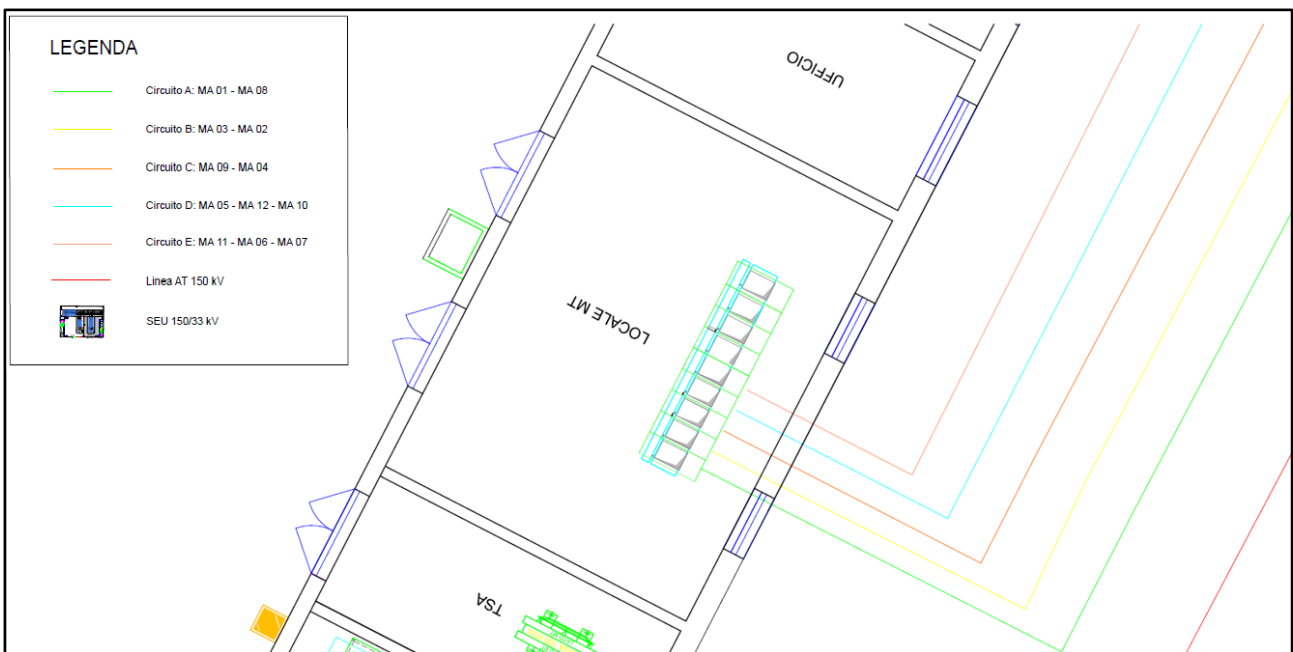 LEGENDA
Circuito A: MA 01 - MA 08
Circuito B: MA 03 - MA 02
Circuito C: MA 09 - MA 04
Circuito D: MA 05 - MA 12 - MA 10
Circuito E: MA 11 - MA 06 - MA 07
Linea AT 150 kV
SEU 150/33 kV
UFFICIO
LOCALE MT
TSA